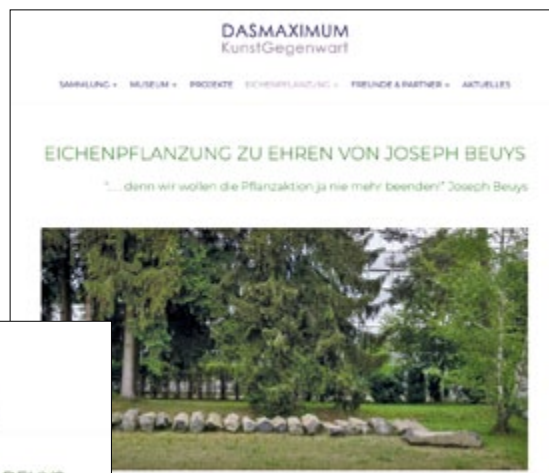 DASMAXIMUM
KunstGegenwart
SAMMLUNG MUSEUM PROJEKTE EICHENPFLANZUNG FREUNDE & PARTNER AKTUELLES
EICHENPFLANZUNG ZU EHREN VON JOSEPH BEUYS
"..... denn wir wollen die Pflanzaktion ja nie mehr beenden!" Joseph Beuys